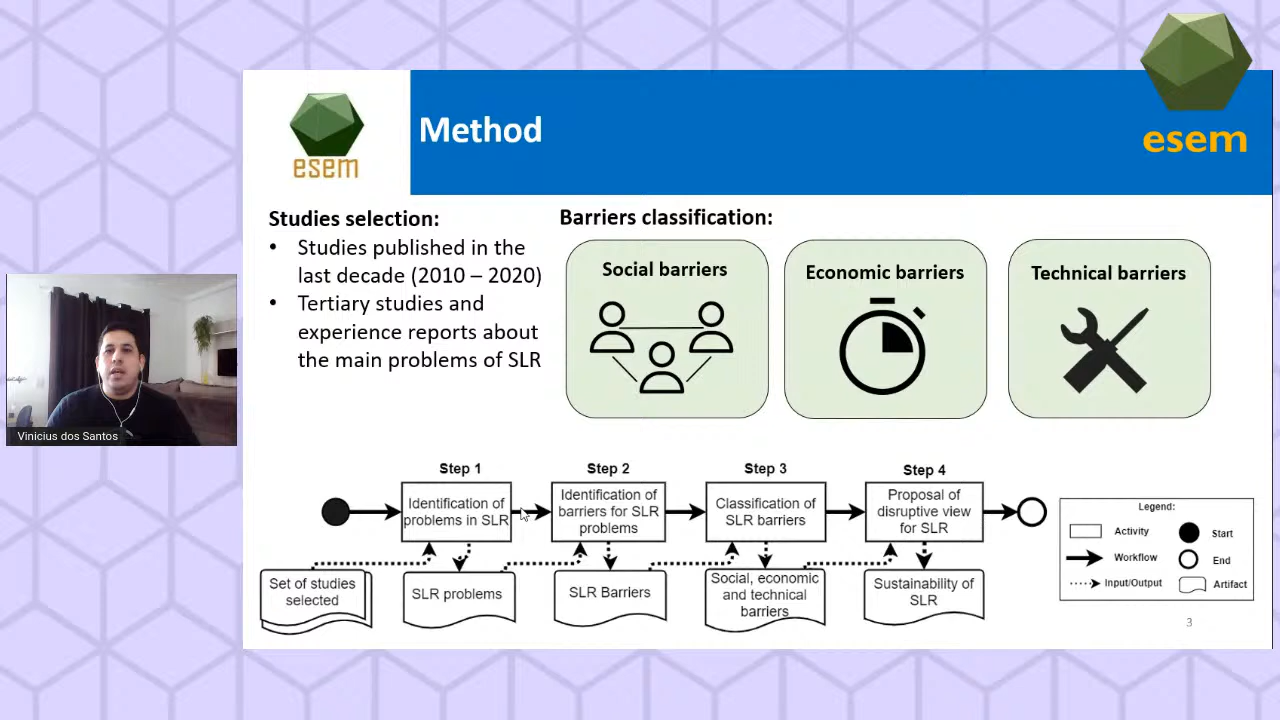 esem
esem
Method
Studies selection:
• Studies published in the
last decade (2010 – 2020)
• Tertiary studies and
experience reports about
the main problems of SLR
Barriers classification:
Social barriers
Economic barriers
Technical barriers
Vinicius dos Santos
Step 1
Identification of
problems in SLR
Step 2
Identification of
barriers for SLR
problems
Step 3
Classification of
SLR barriers
Step 4
Proposal of
disruptive view
for SLR
Set of studies
selected
SLR problems
SLR Barriers
Social, economic
and technical
barriers
Sustainability of
SLR
Legend:
Activity
Start
Workflow
End
Input/Output
Artifact
3